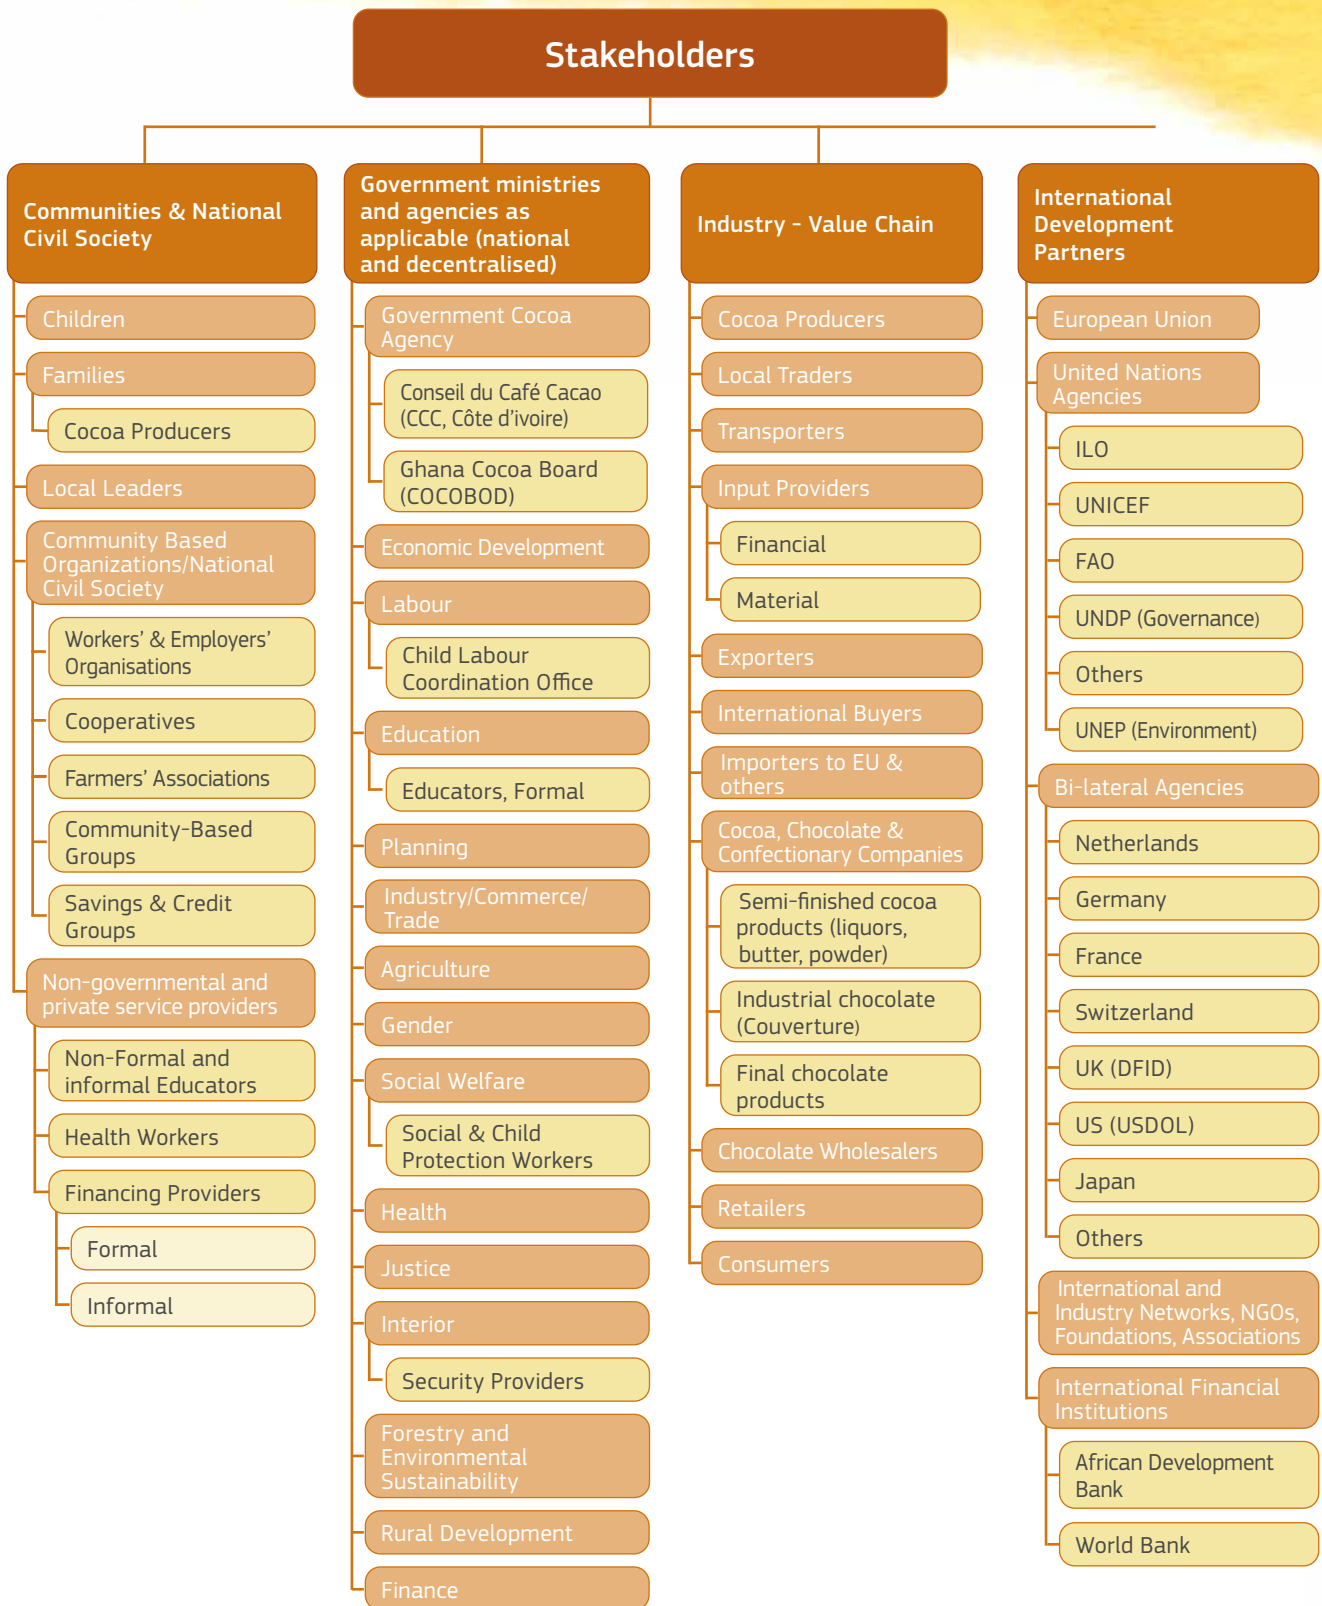 Stakeholders
Communities & National
Civil Society
Children
Families
Cocoa Producers
Local Leaders
Community Based
Organizations/National
Civil Society
Workers’ & Employers’
Organisations
Cooperatives
Farmers’ Associations
Community-Based
Groups
Savings & Credit
Groups
Non-governmental and
private service providers
Non-Formal and
informal Educators
Health Workers
Financing Providers
Formal
Informal
Government ministries
and agencies as
applicable (national
and decentralised)
Government Cocoa
Agency
Conseil du Café Cacao
(CCC, Côte d’ivoire)
Ghana Cocoa Board
(COCOBOD)
Economic Development
Labour
Child Labour
Coordination Office
Education
Educators, Formal
Planning
Industry/Commerce/
Trade
Agriculture
Gender
Social Welfare
Social & Child
Protection Workers
Health
Justice
Interior
Security Providers
Forestry and
Environmental
Sustainability
Rural Development
Finance
Industry - Value Chain
Cocoa Producers
Local Traders
Transporters
Input Providers
Financial
Material
Exporters
International Buyers
Importers to EU &
others
Cocoa, Chocolate &
Confectionary Companies
Semi-finished cocoa
products (liquors,
butter, powder)
Industrial chocolate
(Couverture)
Final chocolate
products
Chocolate Wholesalers
Retailers
Consumers
International
Development
Partners
European Union
United Nations
Agencies
ILO
UNICEF
FAO
UNDP (Governance)
Others
UNEP (Environment)
Bi-lateral Agencies
Netherlands
Germany
France
Switzerland
UK (DFID)
US (USDOL)
Japan
Others
International and
Industry Networks, NGOs,
Foundations, Associations
International Financial
Institutions
African Development
Bank
World Bank